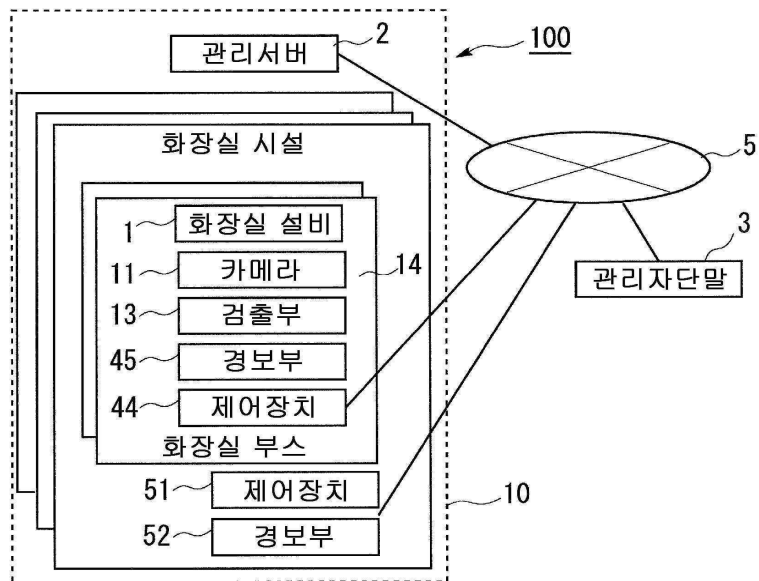 관리서버 2
100
화장실 시설
5
1 화장실 설비
3
11 카메라 14
관리자단말
13 검출부
45 경보부
44 제어장치
화장실 부스
51 제어장치
10
52 경보부